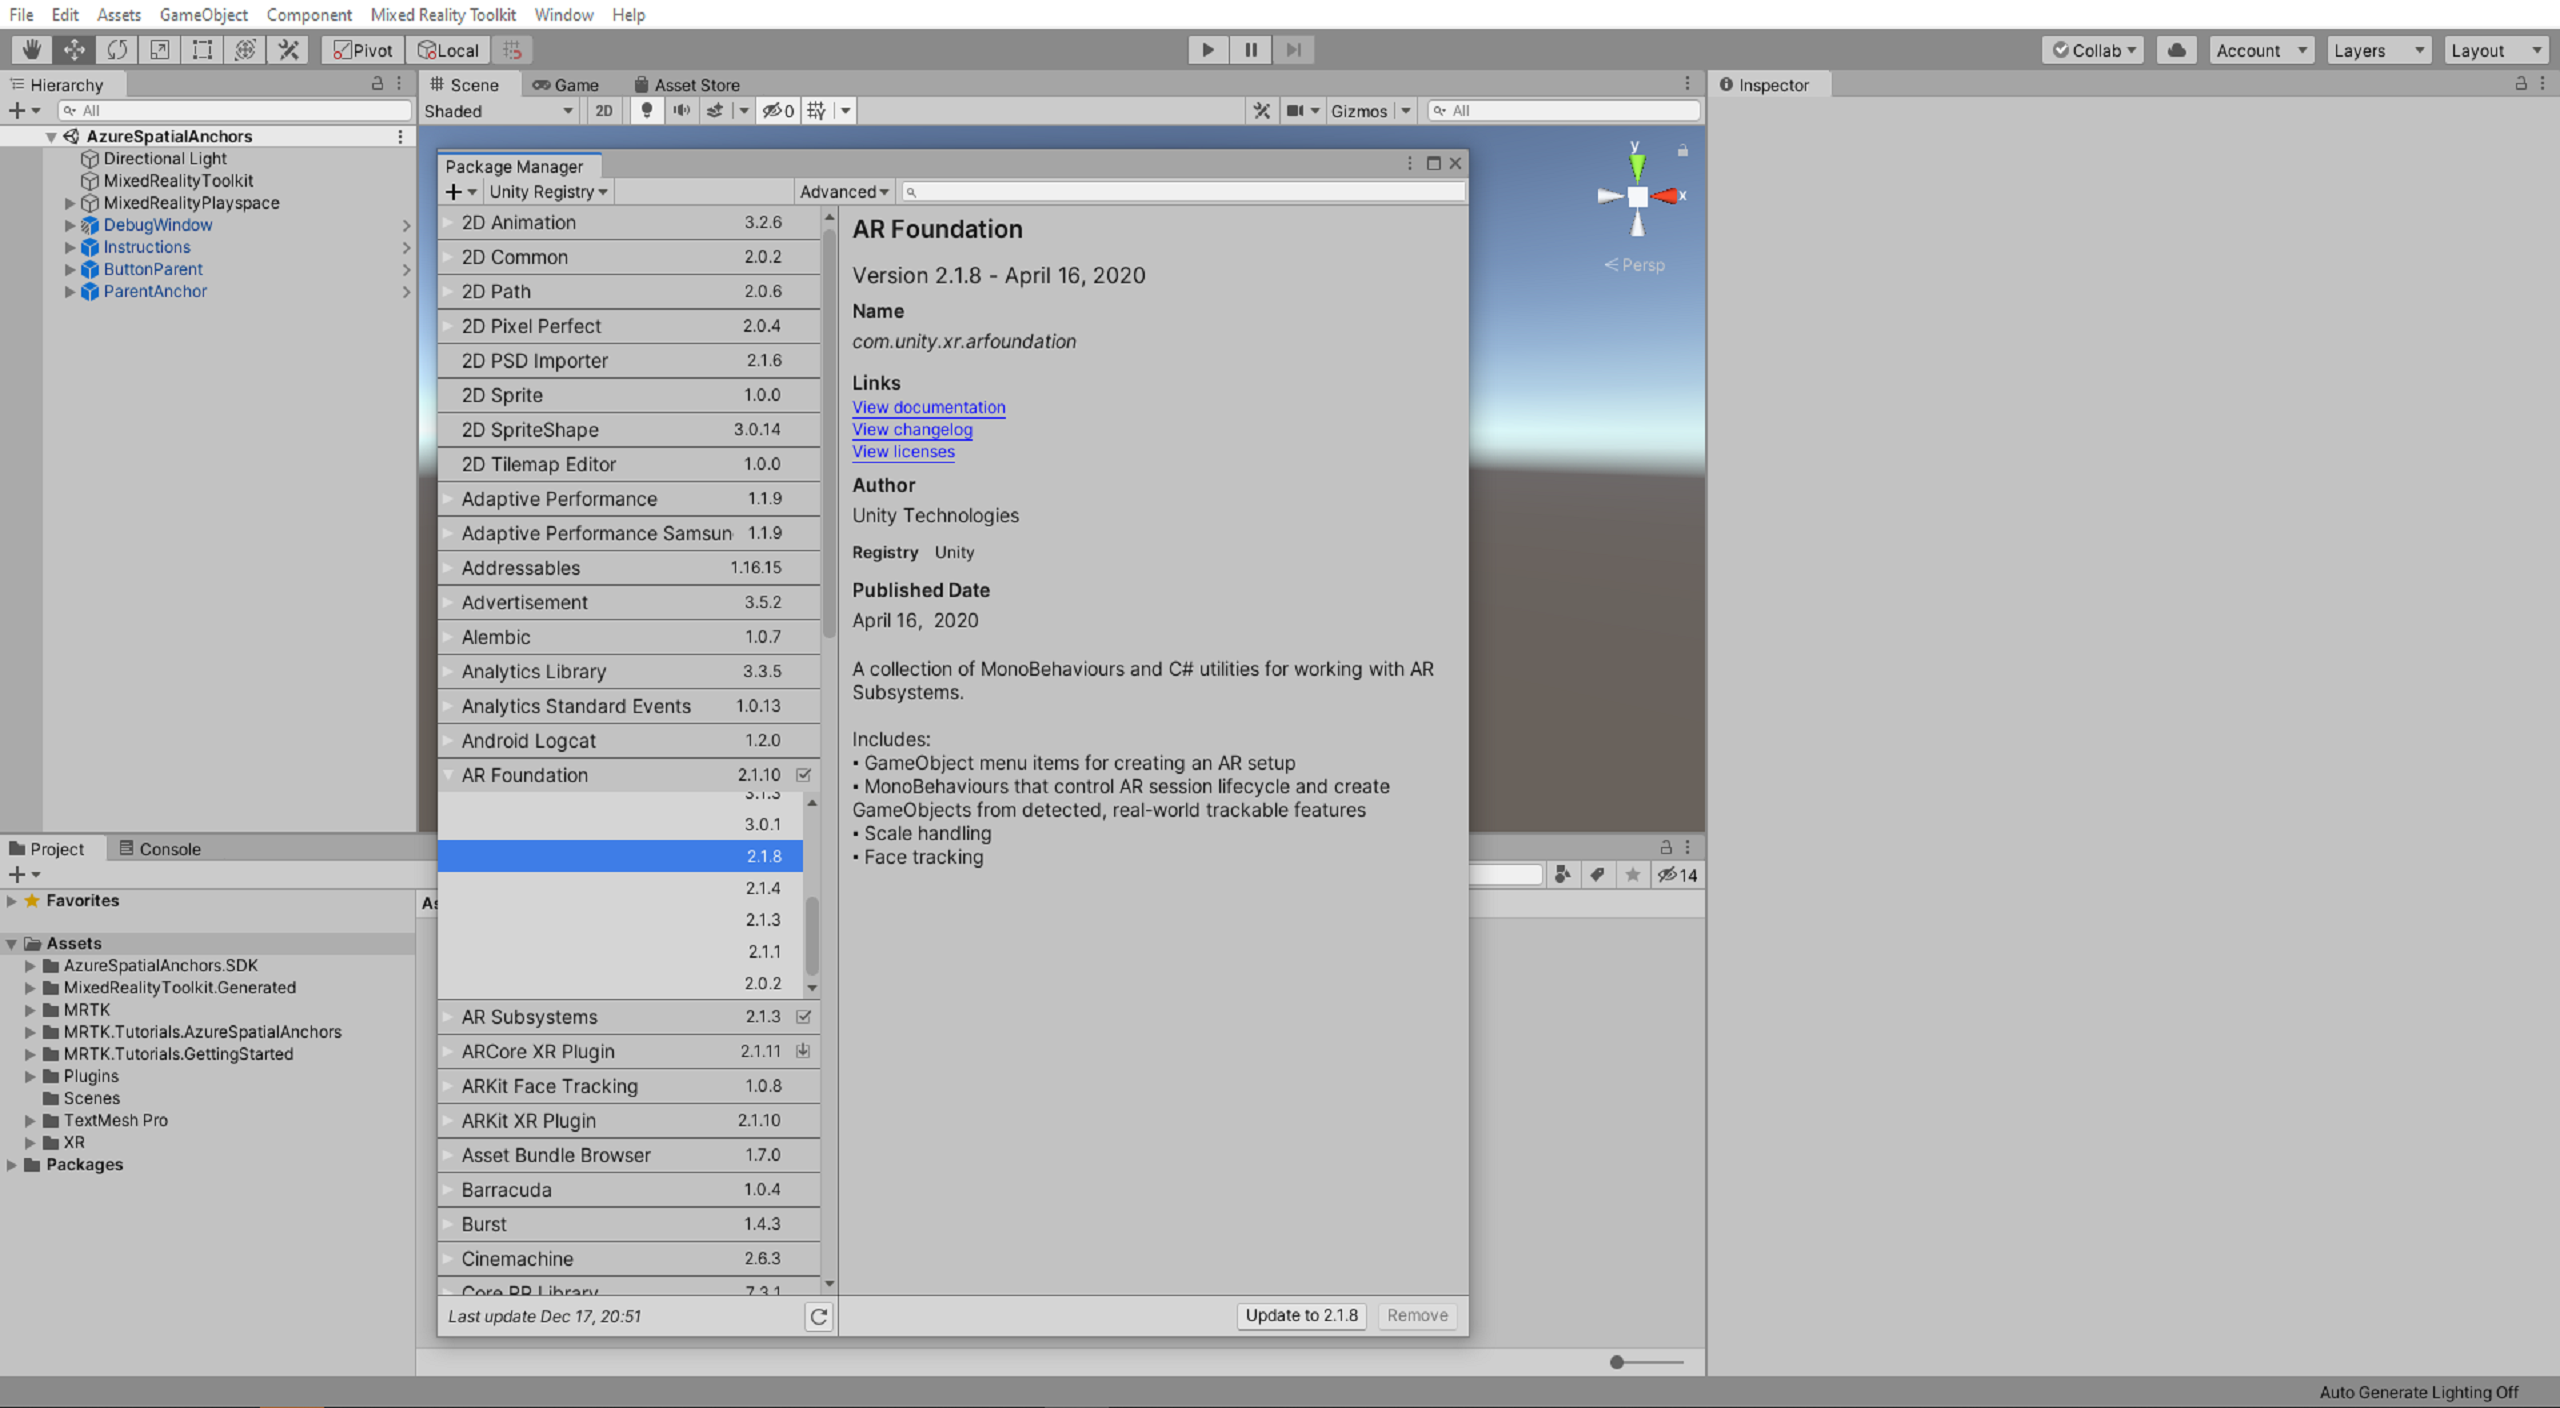 File Edit Assets GameObject Component Mixed Reality Toolkit Window Help
Pivot Local Collab Account Layers Layout
Hierarchy
All
AzureSpatialAnchors
Directional Light
MixedRealityToolkit
MixedRealityPlayspace
DebugWindow
Instructions
ButtonParent
ParentAnchor
Scene Game Asset Store
Shaded 2D 0 Gizmos All
y
x
Persp
Inspector
Package Manager
Unity Registry Advanced
2D Animation 3.2.6
2D Common 2.0.2
2D Path 2.0.6
2D Pixel Perfect 2.0.4
2D PSD Importer 2.1.6
2D Sprite 1.0.0
2D SpriteShape 3.0.14
2D Tilemap Editor 1.0.0
Adaptive Performance 1.1.9
Adaptive Performance Samsun 1.1.9
Addressables 1.16.15
Advertisement 3.5.2
Alembic 1.0.7
Analytics Library 3.3.5
Analytics Standard Events 1.0.13
Android Logcat 1.2.0
AR Foundation 2.1.10
3.1.3
3.0.1
2.1.8
2.1.4
2.1.3
2.1.1
2.0.2
AR Subsystems 2.1.3
ARCore XR Plugin 2.1.11
ARKit Face Tracking 1.0.8
ARKit XR Plugin 2.1.10
Asset Bundle Browser 1.7.0
Barracuda 1.0.4
Burst 1.4.3
Cinemachine 2.6.3
Core RP Library 7.3.1
Last update Dec 17, 20:51
AR Foundation
Version 2.1.8 - April 16, 2020
Name
com.unity.xr.arfoundation
Links
View documentation
View changelog
View licenses
Author
Unity Technologies
Registry Unity
Published Date
April 16, 2020
A collection of MonoBehaviours and C# utilities for working with AR
Subsystems.
Includes:
• GameObject menu items for creating an AR setup
• MonoBehaviours that control AR session lifecycle and create
GameObjects from detected, real-world trackable features
• Scale handling
• Face tracking
Update to 2.1.8 Remove
Project Console
14
Favorites
Assets
AzureSpatialAnchors.SDK
MixedRealityToolkit.Generated
MRTK
MRTK.Tutorials.AzureSpatialAnchors
MRTK.Tutorials.GettingStarted
Plugins
Scenes
TextMesh Pro
XR
Packages
Auto Generate Lighting Off